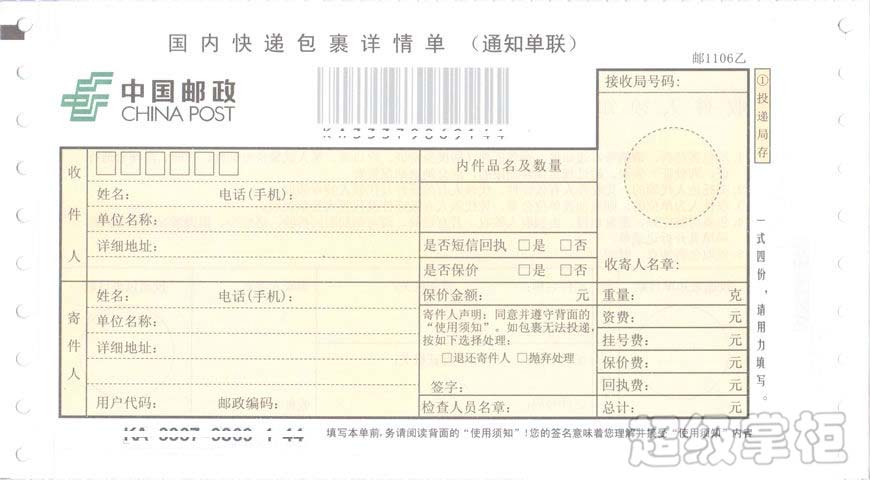 国内快递包裹详情单（通知单联）
邮1106乙
中国邮政
CHINA POST
接收局号码:
①投递局存
收件人
姓名: 电话(手机):
单位名称:
详细地址:
内件品名及数量
是否短信回执 □是 □否
是否保价 □是 □否
收寄人名章:
寄件人
姓名: 电话(手机):
单位名称:
详细地址:
用户代码: 邮政编码:
保价金额: 元
寄件人声明: 同意并遵守背面的
“使用须知”。如包裹无法投递,
按如下选择处理:
□退还寄件人 □抛弃处理
签字:
检查人员名章:
重量: 克
资费: 元
挂号费: 元
保价费: 元
回执费: 元
总计: 元
一式四份，请用力填写。
填写本单前,务请阅读背面的“使用须知”!您的签名意味着您理解并接受“使用须知”内容
超级掌柜